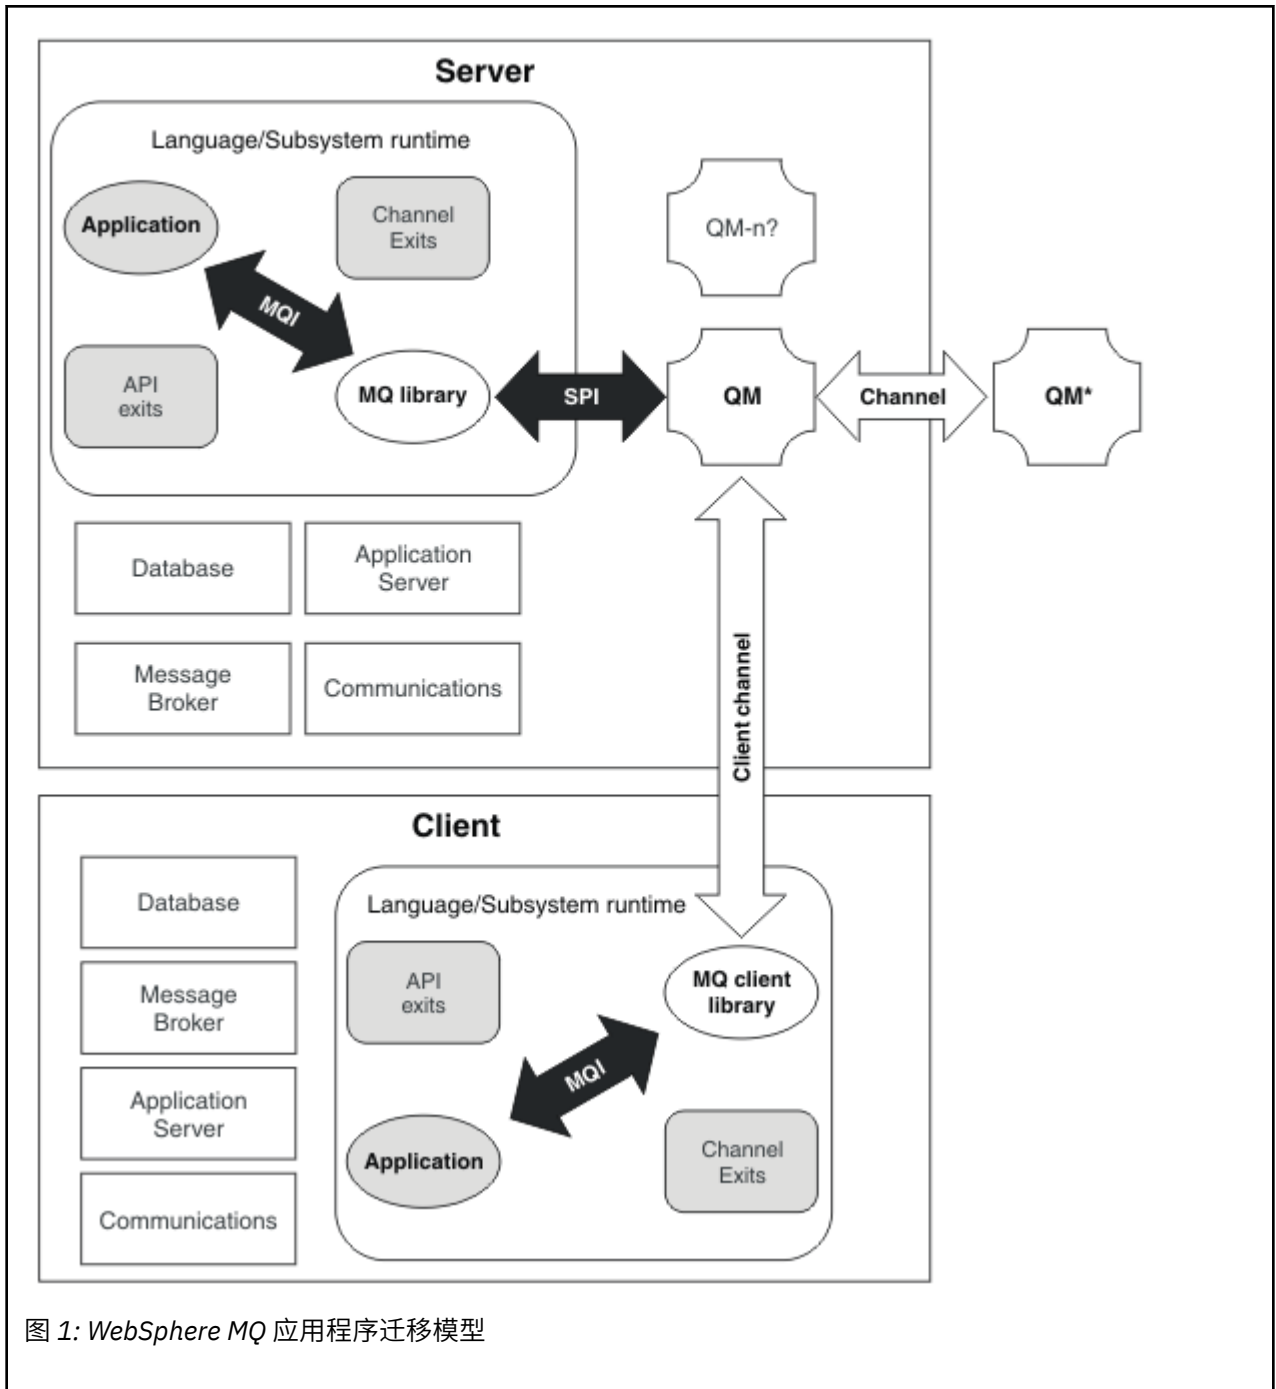 Server
Language/Subsystem runtime
Application
Channel
Exits
QM-n?
MQI
API
exits
MQ library
SPI
QM
Channel
QM*
Database
Application
Server
Message
Broker
Communications
Client channel
Client
Database
Language/Subsystem runtime
API
exits
MQ client
library
Message
Broker
MQI
Application
Server
Application
Channel
Exits
Communications
图 1: WebSphere MQ 应用程序迁移模型